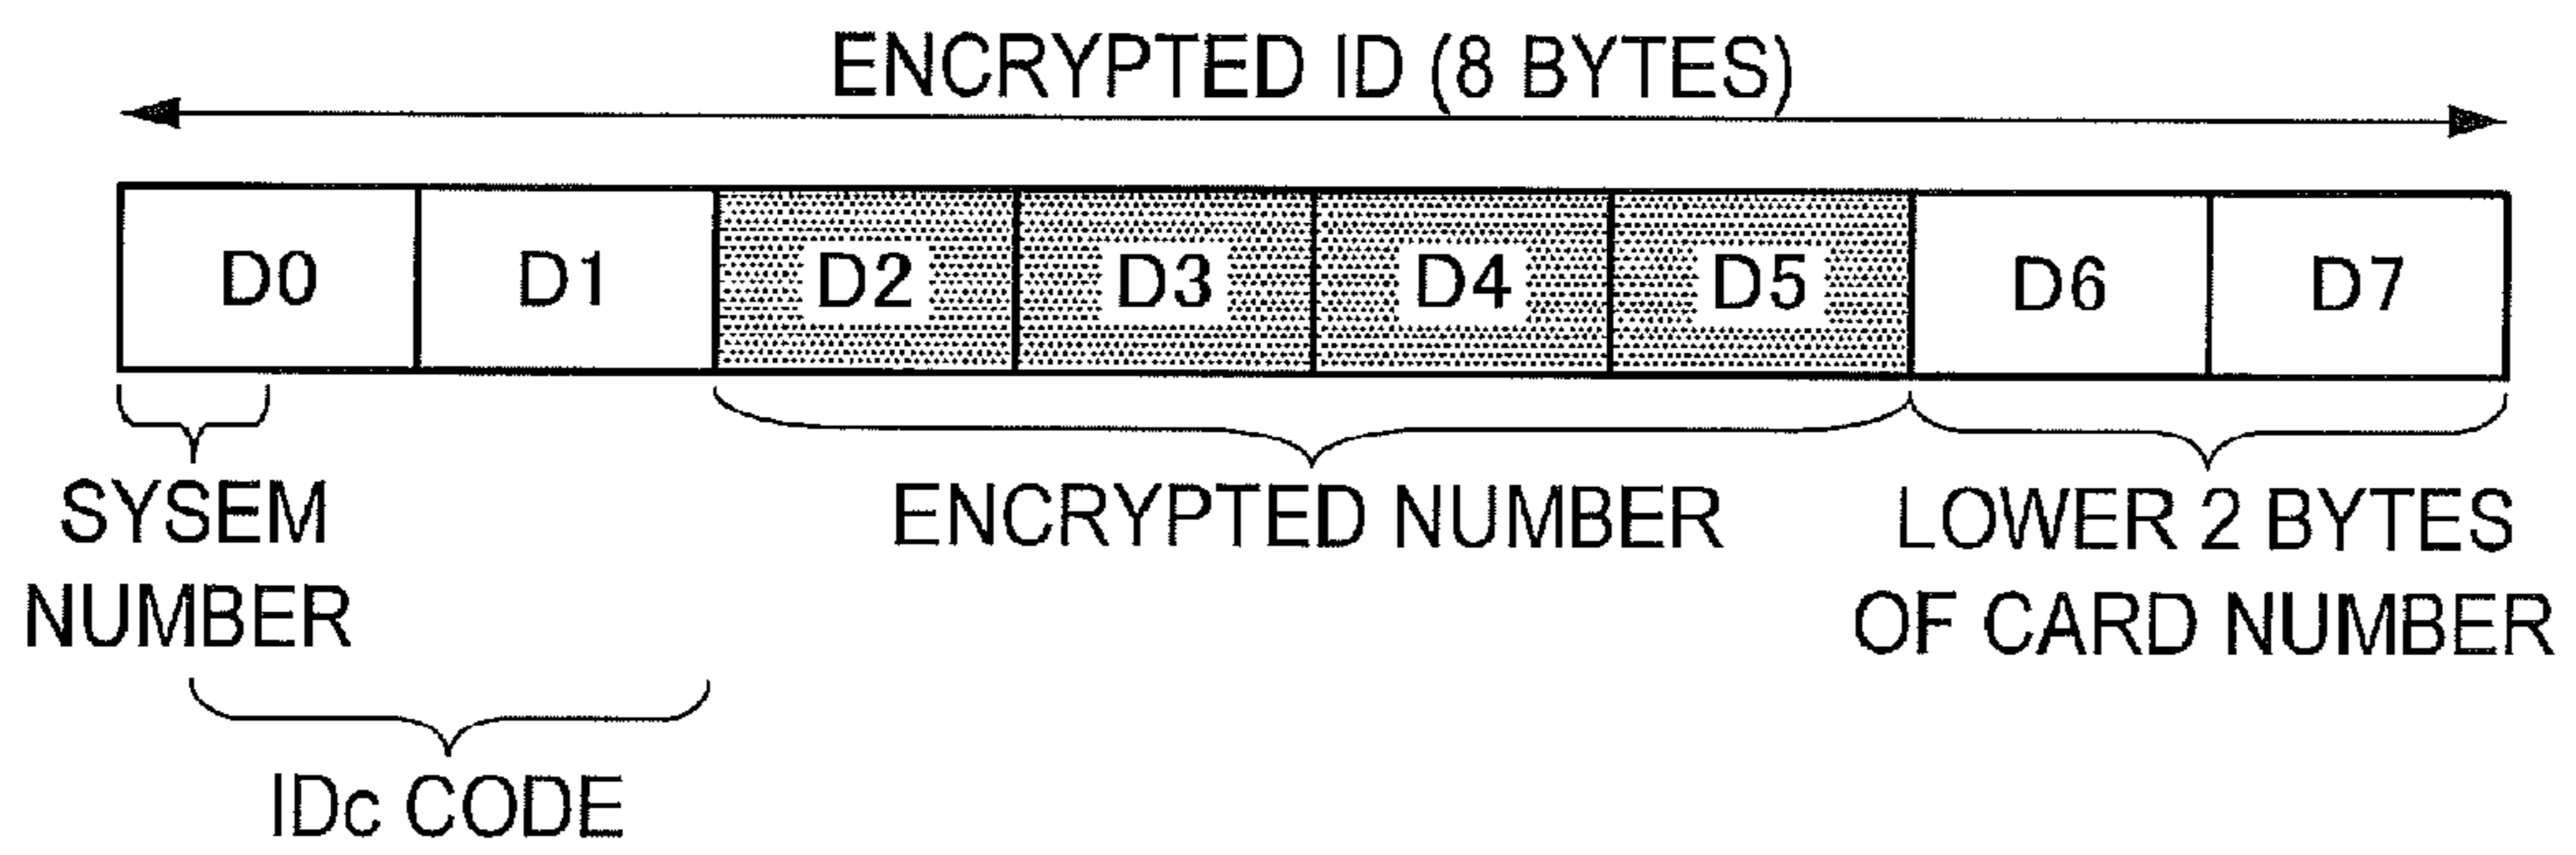 ENCRYPTED ID (8 BYTES)
D0 D1 D2 D3 D4 D5 D6 D7
SYSEM
NUMBER
ENCRYPTED NUMBER
LOWER 2 BYTES
OF CARD NUMBER
IDc CODE